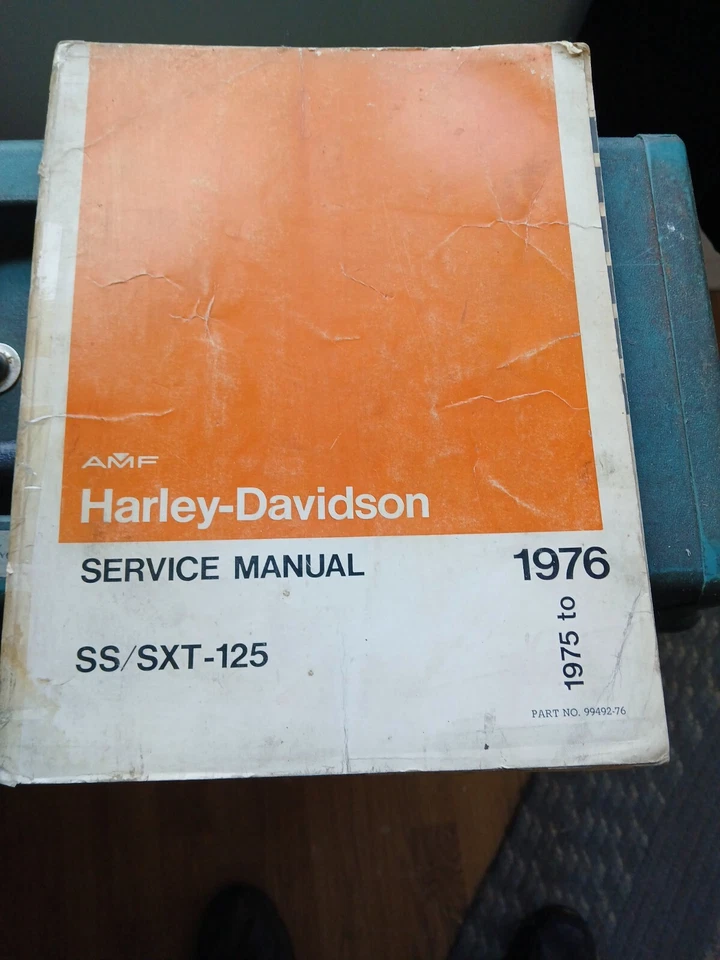 AMF
Harley-Davidson
SERVICE MANUAL
1976
1975 to
SS/SXT-125
PART NO. 99492-76